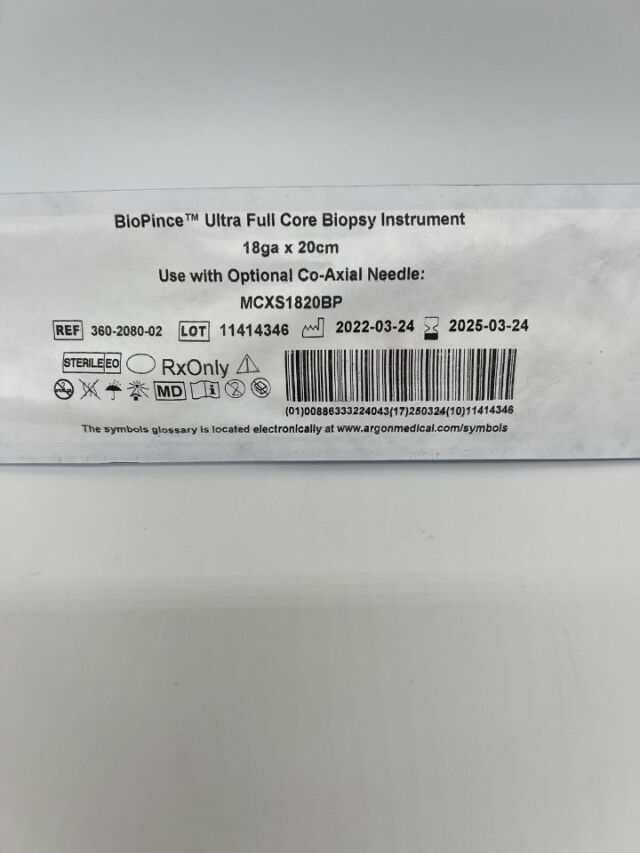 BioPince™ Ultra Full Core Biopsy Instrument
18ga x 20cm
Use with Optional Co-Axial Needle:
MCXS1820BP
REF 360-2080-02 LOT 11414346 2022-03-24 2025-03-24
STERILE EO RxOnly
MD
(01)00886333224043(17)250324(10)11414346
The symbols glossary is located electronically at www.argonmedical.com/symbols